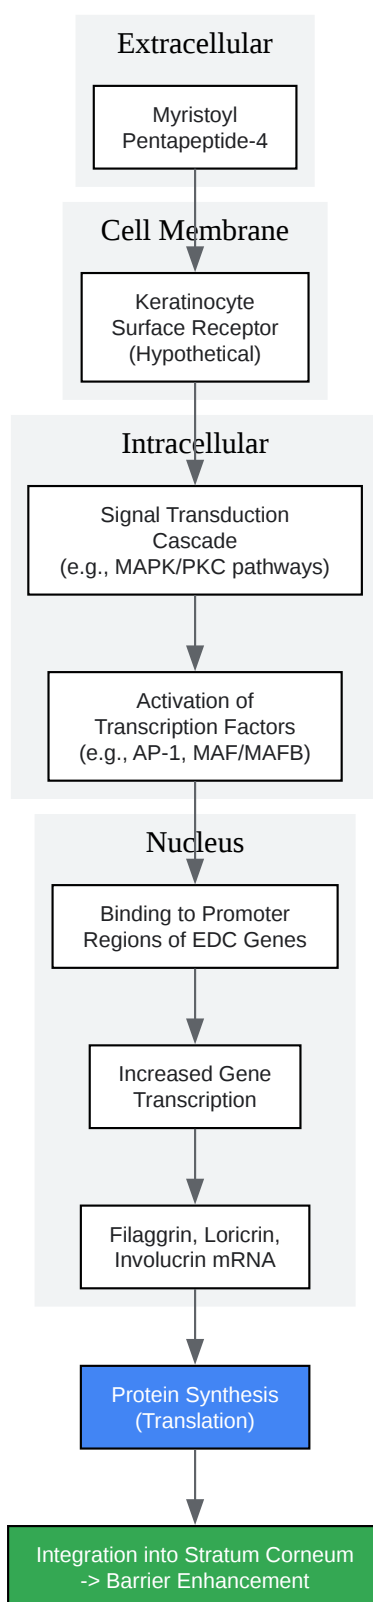 Extracellular
Myristoyl
Pentapeptide-4
Cell Membrane
Keratinocyte
Surface Receptor
(Hypothetical)
Intracellular
Signal Transduction
Cascade
(e.g., MAPK/PKC pathways)
Activation of
Transcription Factors
(e.g., AP-1, MAF/MAFB)
Nucleus
Binding to Promoter
Regions of EDC Genes
Increased Gene
Transcription
Filaggrin, Loricrin,
Involucrin mRNA
Protein Synthesis
(Translation)
Integration into Stratum Corneum
-> Barrier Enhancement